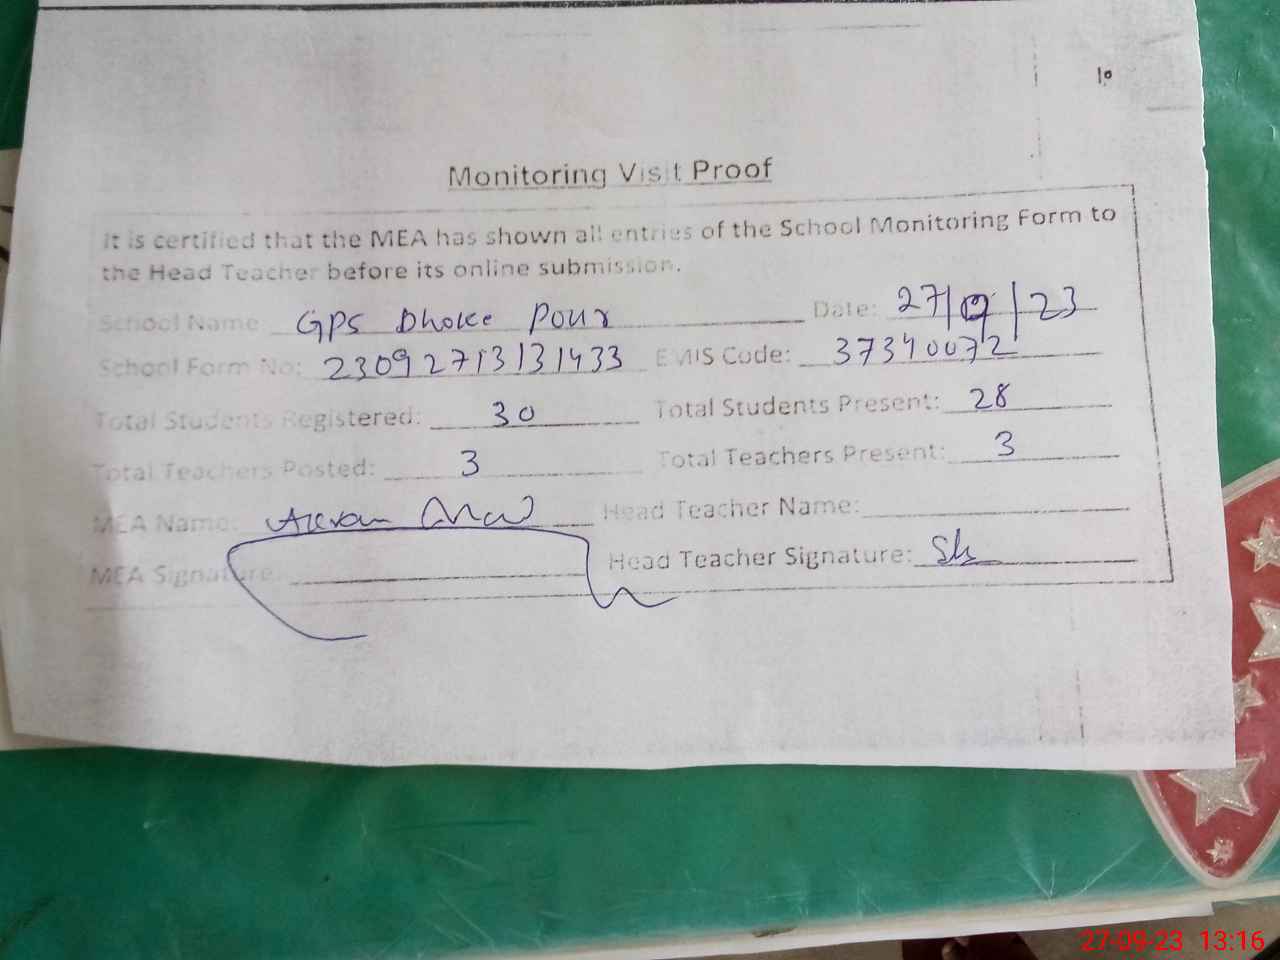 10
Monitoring Visit Proof
It is certified that the MEA has shown all entries of the School Monitoring Form to
the Head Teacher before its online submission.
School Name: GPS Dhoke Pour Date: 27/9/23
School Form No: 23092713131433 EMIS Code: 37340072
Total Students Registered: 30 Total Students Present: 28
Total Teachers Posted: 3 Total Teachers Present: 3
MEA Name: Head Teacher Name:
MEA Signature: Head Teacher Signature: Sh
27-09-23 13:16